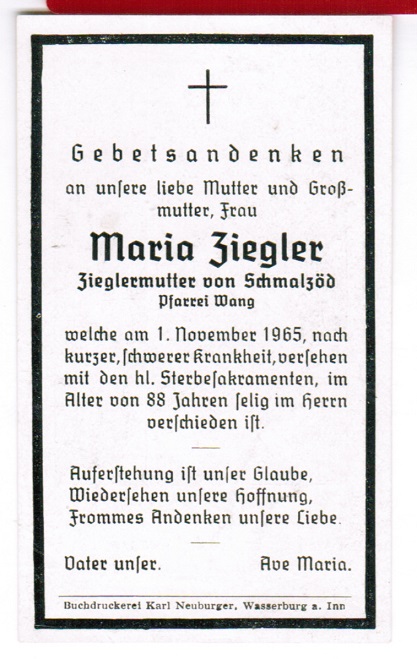 Gebetsandenken
an unsere liebe Mutter und Groß-
mutter, Frau
Maria Ziegler
Zieglermutter von Schmalzöd
Pfarrei Wang
welche am 1. November 1965, nach
kurzer, schwerer Krankheit, versehen
mit den hl. Sterbesakramenten, im
Alter von 88 Jahren selig im Herrn
verschieden ist.
Auferstehung ist unser Glaube,
Wiedersehen unsere Hoffnung,
Frommes Andenken unsere Liebe.
Vater unser. Ave Maria.
Buchdruckerei Karl Neuburger, Wasserburg a. Inn